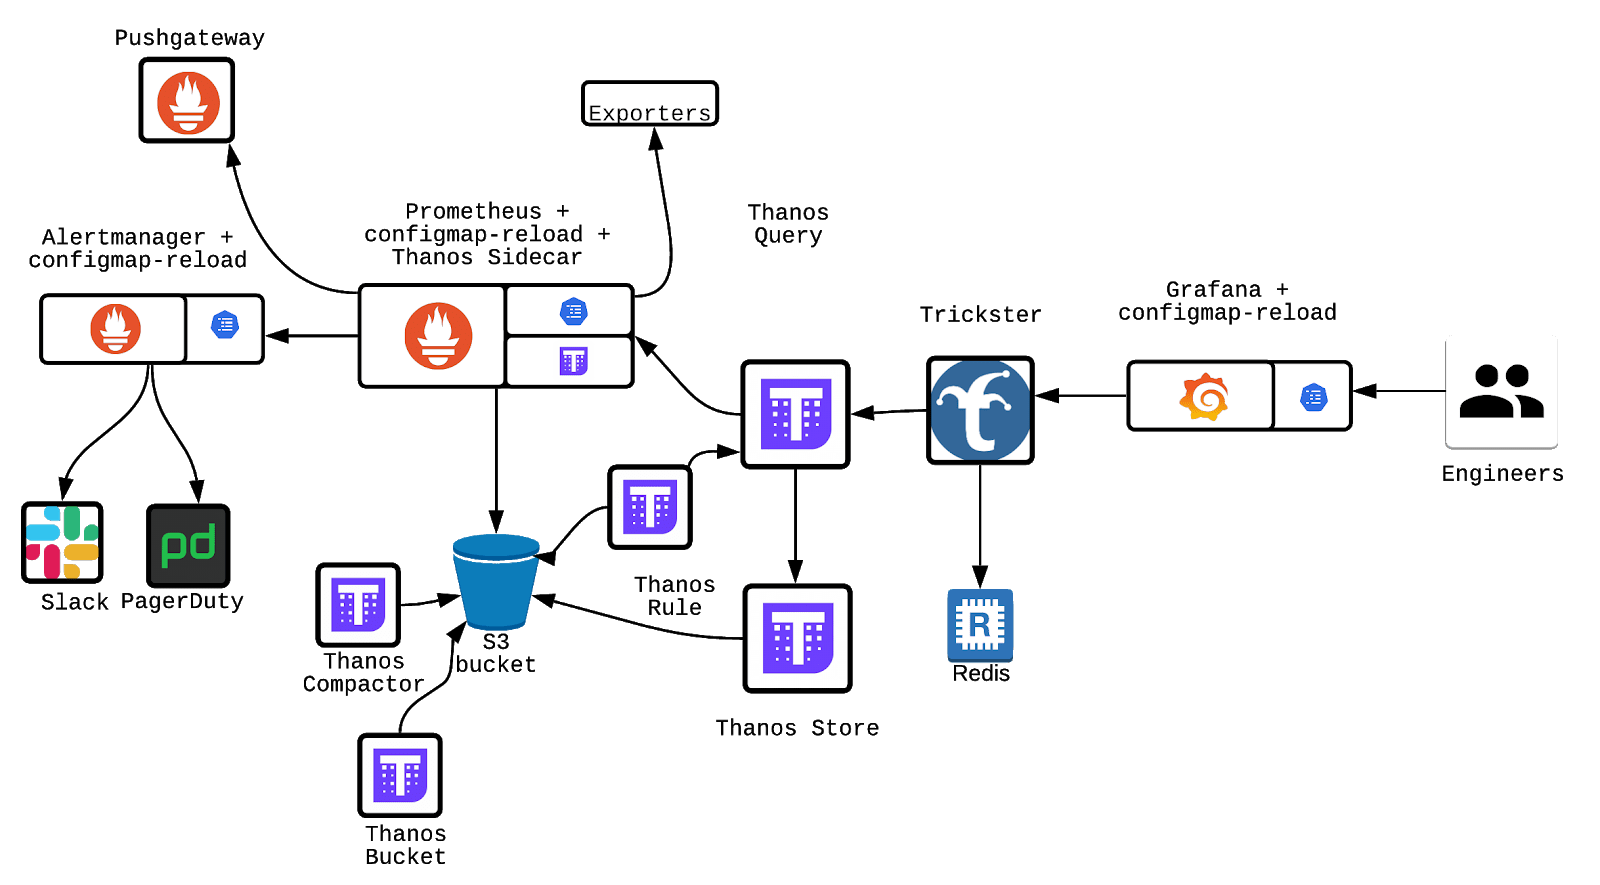 Pushgateway
Exporters
Prometheus +
configmap-reload +
Thanos Sidecar
Thanos
Query
Alertmanager +
configmap-reload
Grafana +
configmap-reload
Trickster
T
T
t
T
Engineers
pd
Slack
PagerDuty
Thanos
Rule
T
T
R
S3
bucket
Thanos
Compactor
Redis
Thanos Store
T
Thanos
Bucket